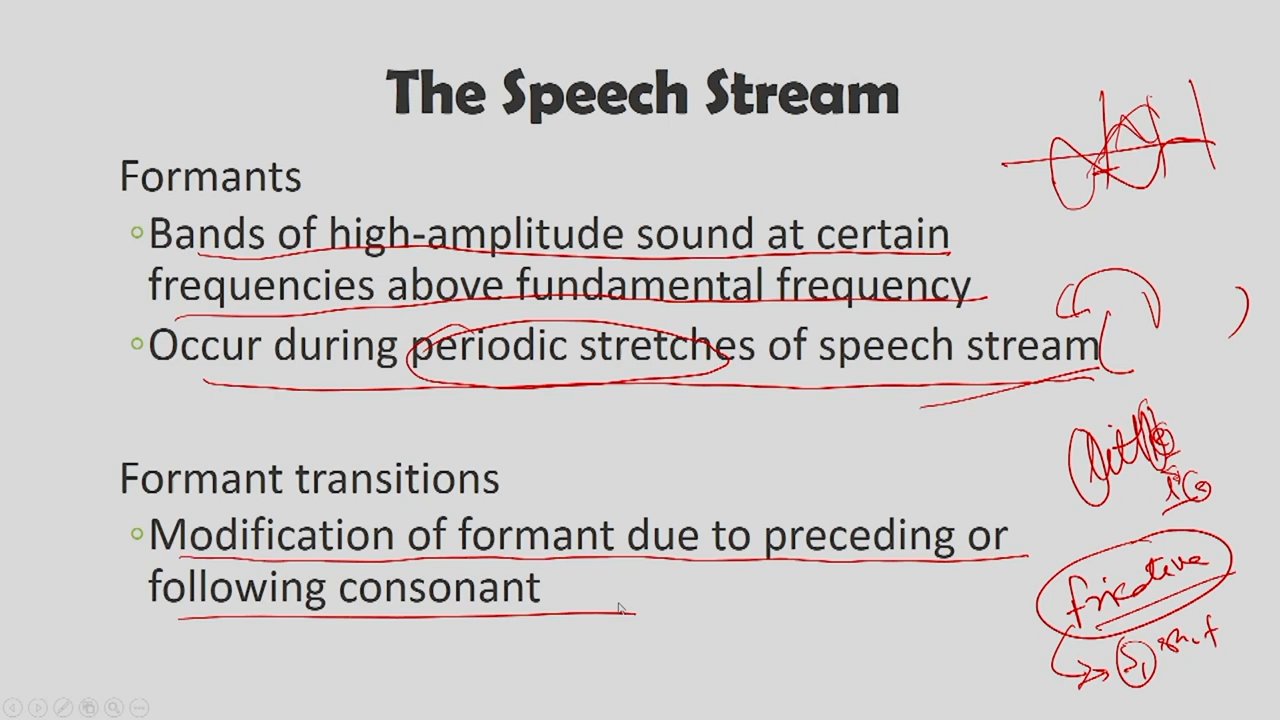 The Speech Stream
Formants
Bands of high-amplitude sound at certain
frequencies above fundamental frequency
Occur during periodic stretches of speech stream
Formant transitions
Modification of formant due to preceding or
following consonant
fricative